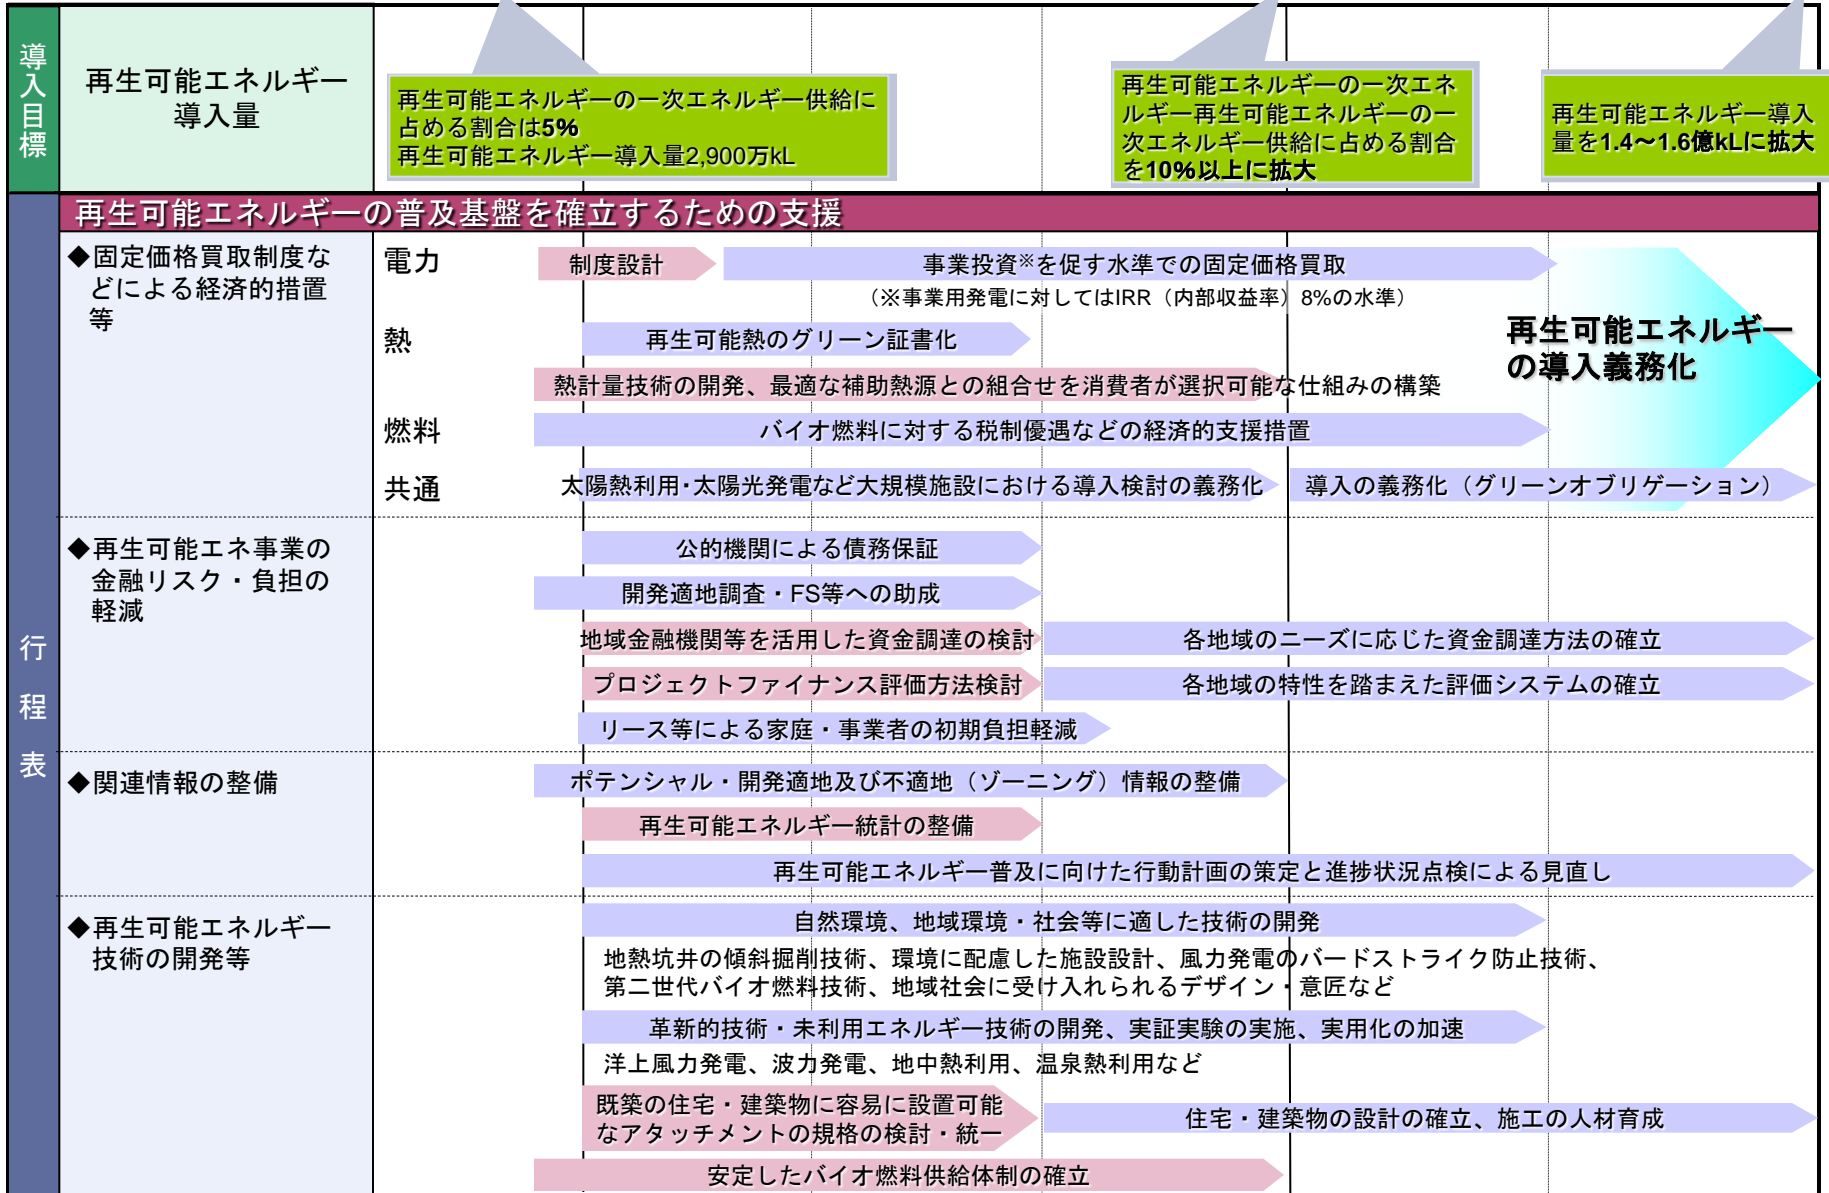 導入目標
再生可能エネルギー
導入量
再生可能エネルギーの一次エネルギー供給に
占める割合は5%
再生可能エネルギー導入量2,900万kL
再生可能エネルギーの一次エネ
ルギー再生可能エネルギーの一
次エネルギー供給に占める割合
を10%以上に拡大
再生可能エネルギー導入
量を1.4～1.6億kLに拡大
行程表
再生可能エネルギーの普及基盤を確立するための支援
◆固定価格買取制度な
どによる経済的措置
等
電力
制度設計
事業投資※を促す水準での固定価格買取
（※事業用発電に対してはIRR（内部収益率）8%の水準）
熱
再生可能熱のグリーン証書化
熱計量技術の開発、最適な補助熱源との組合せを消費者が選択可能な仕組みの構築
燃料
バイオ燃料に対する税制優遇などの経済的支援措置
共通
太陽熱利用・太陽光発電など大規模施設における導入検討の義務化
導入の義務化（グリーンオブリゲーション）
再生可能エネルギー
の導入義務化
◆再生可能エネ事業の
金融リスク・負担の
軽減
公的機関による債務保証
開発適地調査・FS等への助成
地域金融機関等を活用した資金調達の検討
各地域のニーズに応じた資金調達方法の確立
プロジェクトファイナンス評価方法検討
各地域の特性を踏まえた評価システムの確立
リース等による家庭・事業者の初期負担軽減
◆関連情報の整備
ポテンシャル・開発適地及び不適地（ゾーニング）情報の整備
再生可能エネルギー統計の整備
再生可能エネルギー普及に向けた行動計画の策定と進捗状況点検による見直し
◆再生可能エネルギー
技術の開発等
自然環境、地域環境・社会等に適した技術の開発
地熱坑井の傾斜掘削技術、環境に配慮した施設設計、風力発電のバードストライク防止技術、
第二世代バイオ燃料技術、地域社会に受け入れられるデザイン・意匠など
革新的技術・未利用エネルギー技術の開発、実証実験の実施、実用化の加速
洋上風力発電、波力発電、地中熱利用、温泉熱利用など
既築の住宅・建築物に容易に設置可能
なアタッチメントの規格の検討・統一
住宅・建築物の設計の確立、施工の人材育成
安定したバイオ燃料供給体制の確立